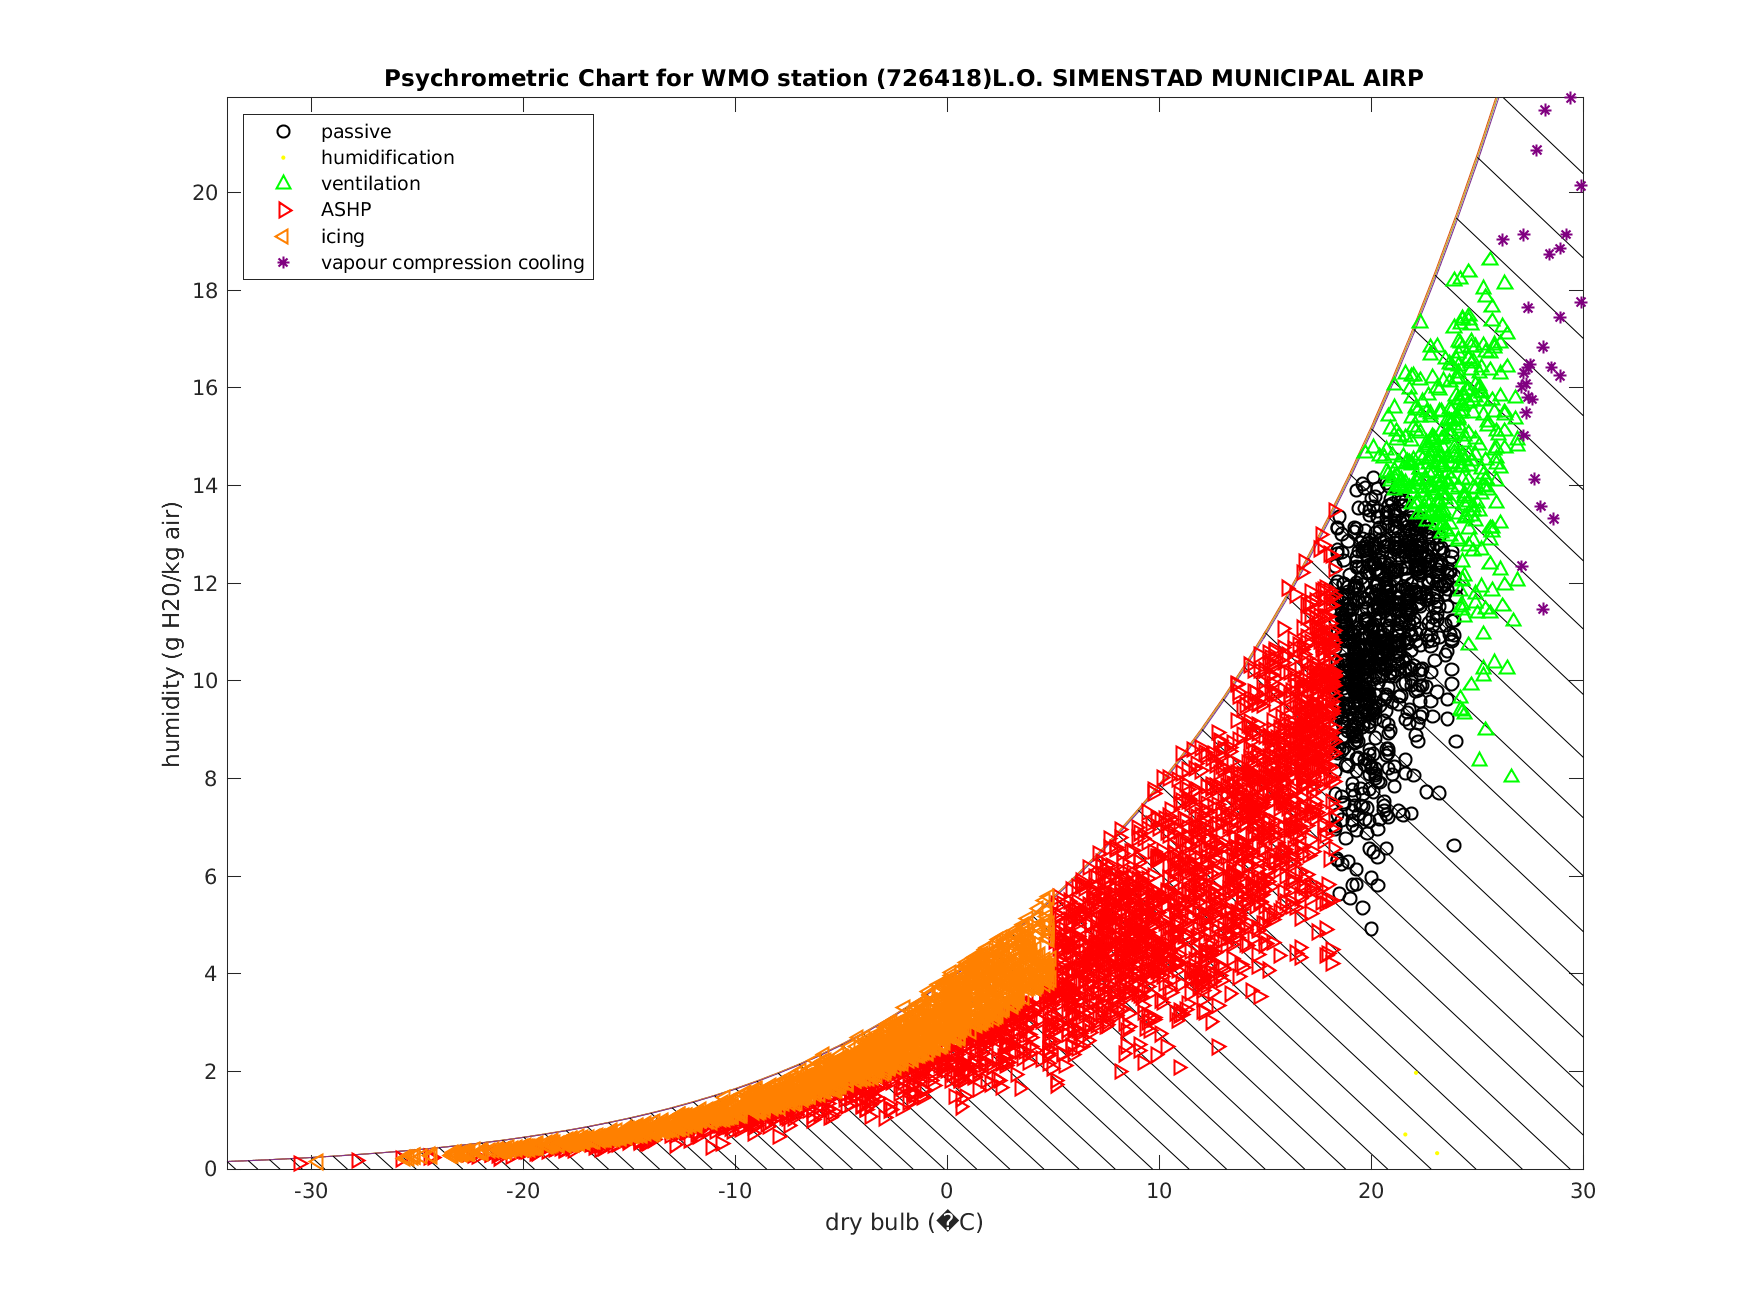 Psychrometric Chart for WMO station (726418)L.O. SIMENSTAD MUNICIPAL AIRP
passive
humidification
ventilation
ASHP
icing
vapour compression cooling
humidity (g H20/kg air)
20
18
16
14
12
10
8
6
4
2
0
-30 -20 -10 0 10 20 30
dry bulb (�C)